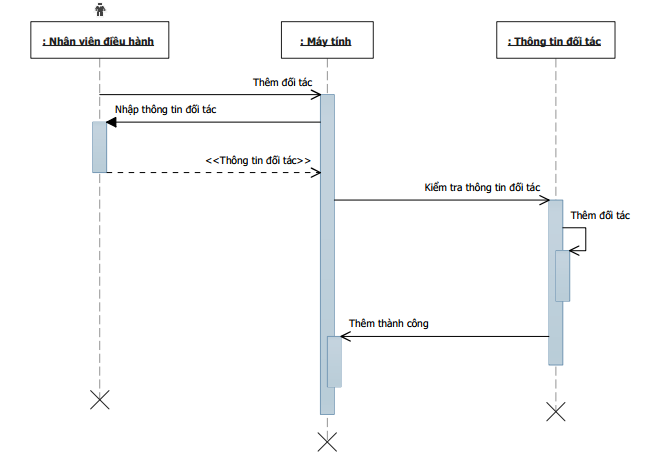 : Nhân viên điều hành
: Máy tính
: Thông tin đối tác
Thêm đối tác
Nhập thông tin đối tác
<<Thông tin đối tác>>
Kiểm tra thông tin đối tác
Thêm đối tác
Thêm thành công